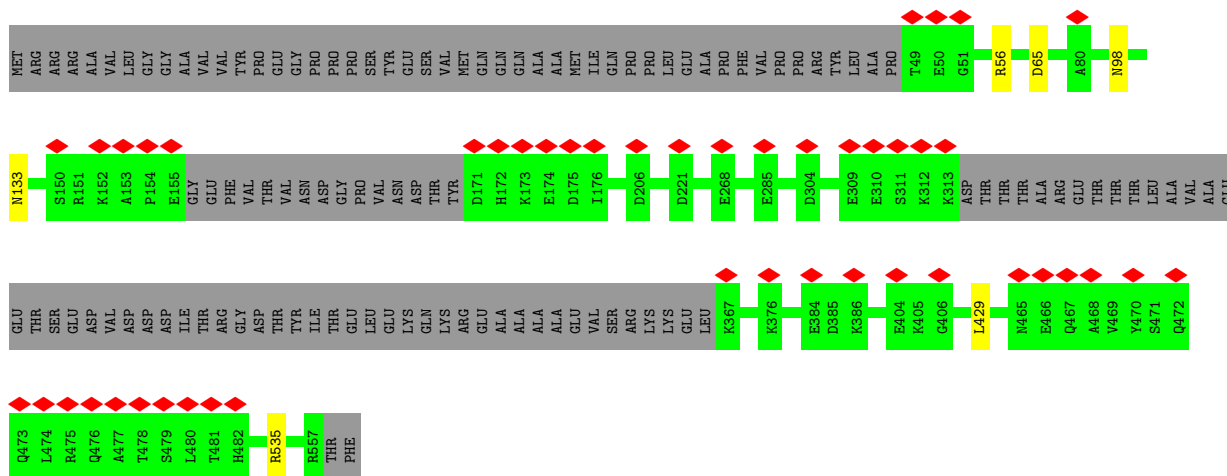 MET ARG ARG ARG ALA VAL LEU GLY GLY ALA VAL VAL TYR PRO GLU GLY PRO PRO PRO SER TYR GLU SER VAL MET GLN GLN GLN ALA ALA MET ILE GLN PRO PRO LEU GLU ALA PRO PHE VAL PRO PRO ARG TYR LEU ALA PRO T49 E50 G51 R56 D65 A80 N98
N133 S150 R151 K152 A153 P154 E155 GLY GLU PHE VAL THR VAL ASN ASP GLY PRO VAL ASN ASP THR TYR D171 H172 K173 E174 D175 I176 D206 D221 E268 E285 D304 E309 E310 S311 K312 K313 ASP THR THR THR ALA ARG GLU THR THR THR LEU ALA VAL ALA GLU
GLU THR SER GLU ASP VAL ASP ASP ASP ILE THR ARG GLY ASP THR TYR ILE THR GLU LEU GLU LYS GLN LYS ARG GLU ALA ALA ALA ALA GLU VAL SER ARG LYS LYS GLU LEU K367 K376 E384 D385 K386 E404 K405 G406 L429 N465 E466 Q467 A468 V469 Y470 S471 Q472
Q473 L474 R475 Q476 A477 T478 S479 L480 T481 H482 R535 R557 THR PHE